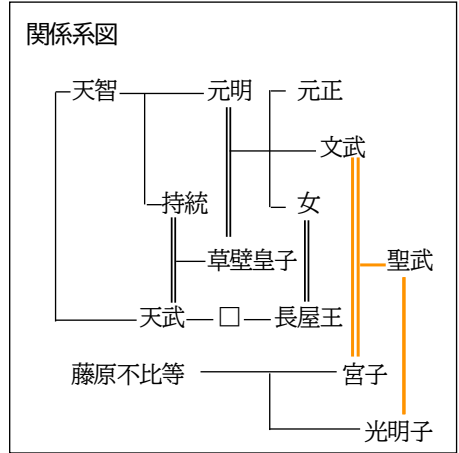 関係系図
天智 元明 元正
文武
持統 女
草壁皇子 聖武
天武 □ 長屋王
藤原不比等 宮子
光明子